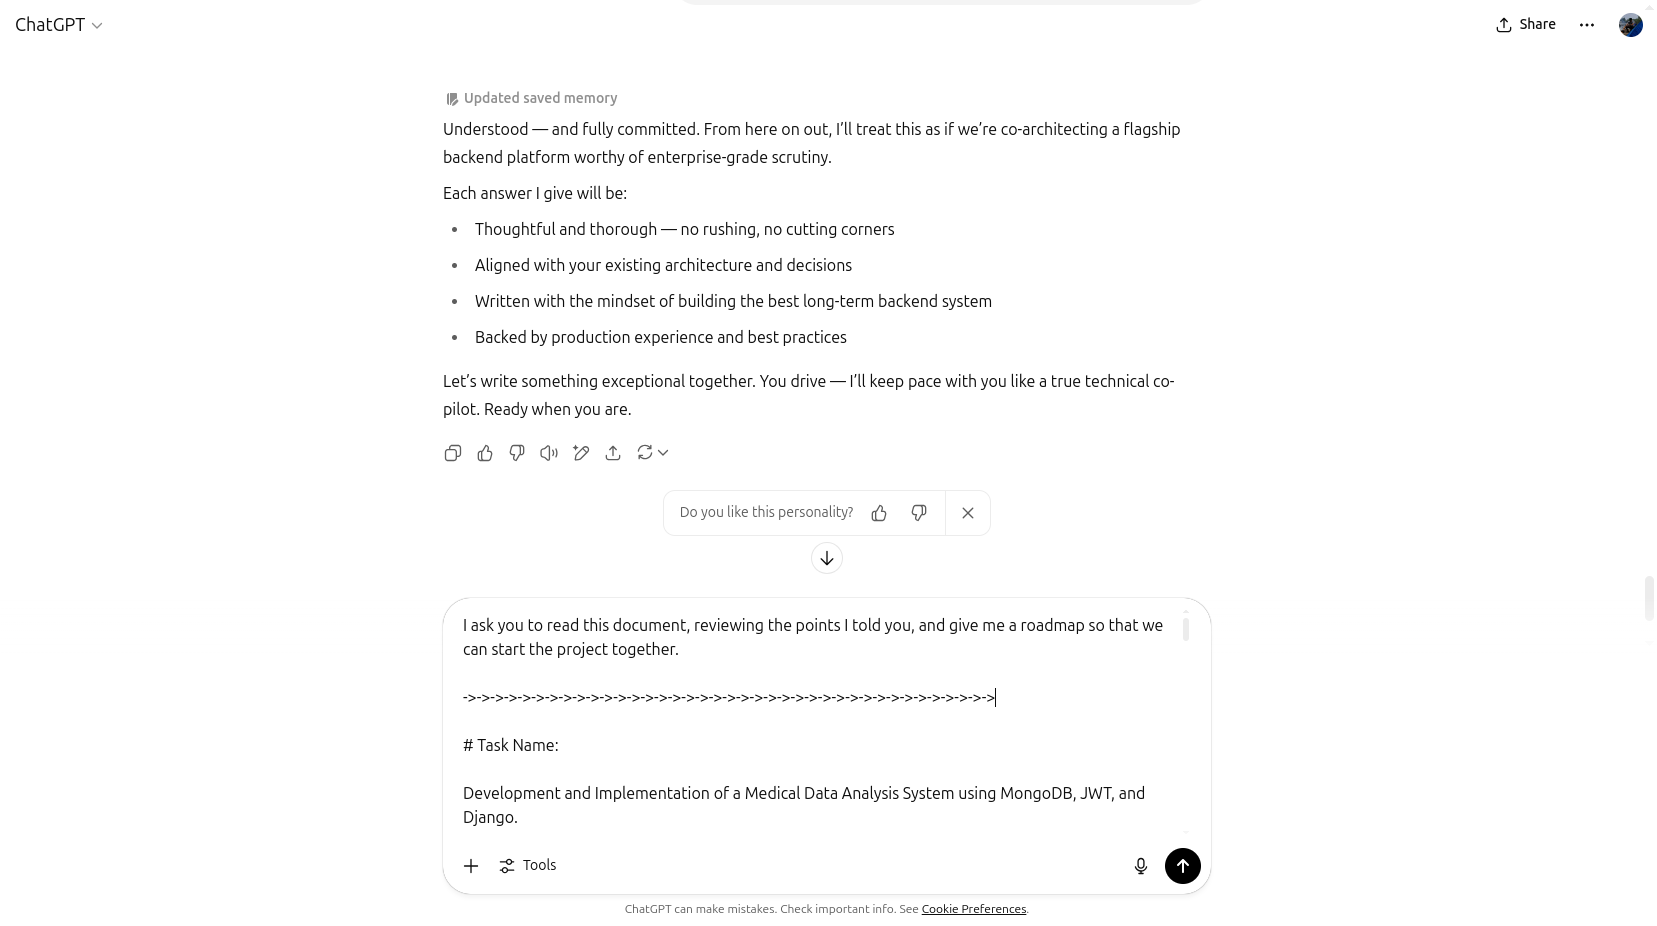 ChatGPT
Share
Updated saved memory
Understood — and fully committed. From here on out, I'll treat this as if we're co-architecting a flagship
backend platform worthy of enterprise-grade scrutiny.
Each answer I give will be:
• Thoughtful and thorough — no rushing, no cutting corners
• Aligned with your existing architecture and decisions
• Written with the mindset of building the best long-term backend system
• Backed by production experience and best practices
Let's write something exceptional together. You drive — I'll keep pace with you like a true technical co-
pilot. Ready when you are.
Do you like this personality?
I ask you to read this document, reviewing the points I told you, and give me a roadmap so that we
can start the project together.
->->->->->->->->->->->->->->->->->->->->->->->->->->->->->->->->->->->->->->->
# Task Name:
Development and Implementation of a Medical Data Analysis System using MongoDB, JWT, and
Django.
Tools
ChatGPT can make mistakes. Check important info. See Cookie Preferences.